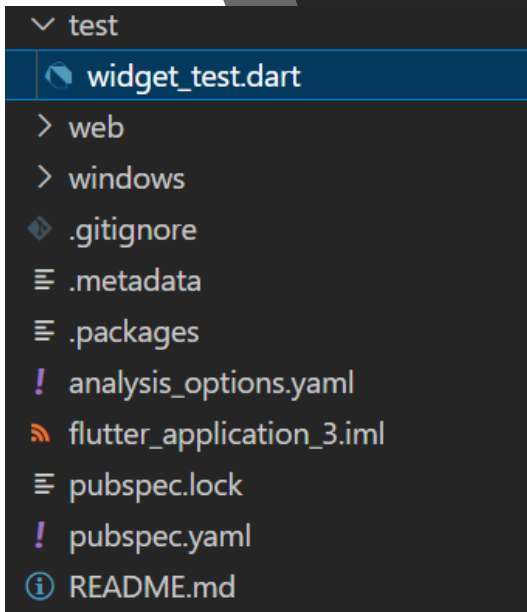 test
widget_test.dart
web
windows
.gitignore
.metadata
.packages
analysis_options.yaml
flutter_application_3.iml
pubspec.lock
pubspec.yaml
README.md